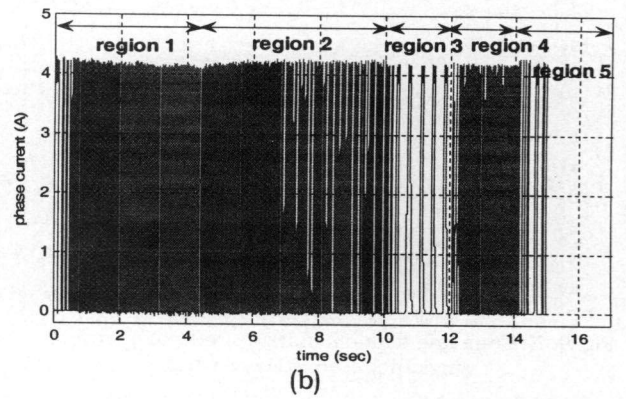 region 1 region 2 region 3 region 4
region 5
5
4
3
2
1
0
phase current (A)
0 2 4 6 8 10 12 14 16
time (sec)
(b)